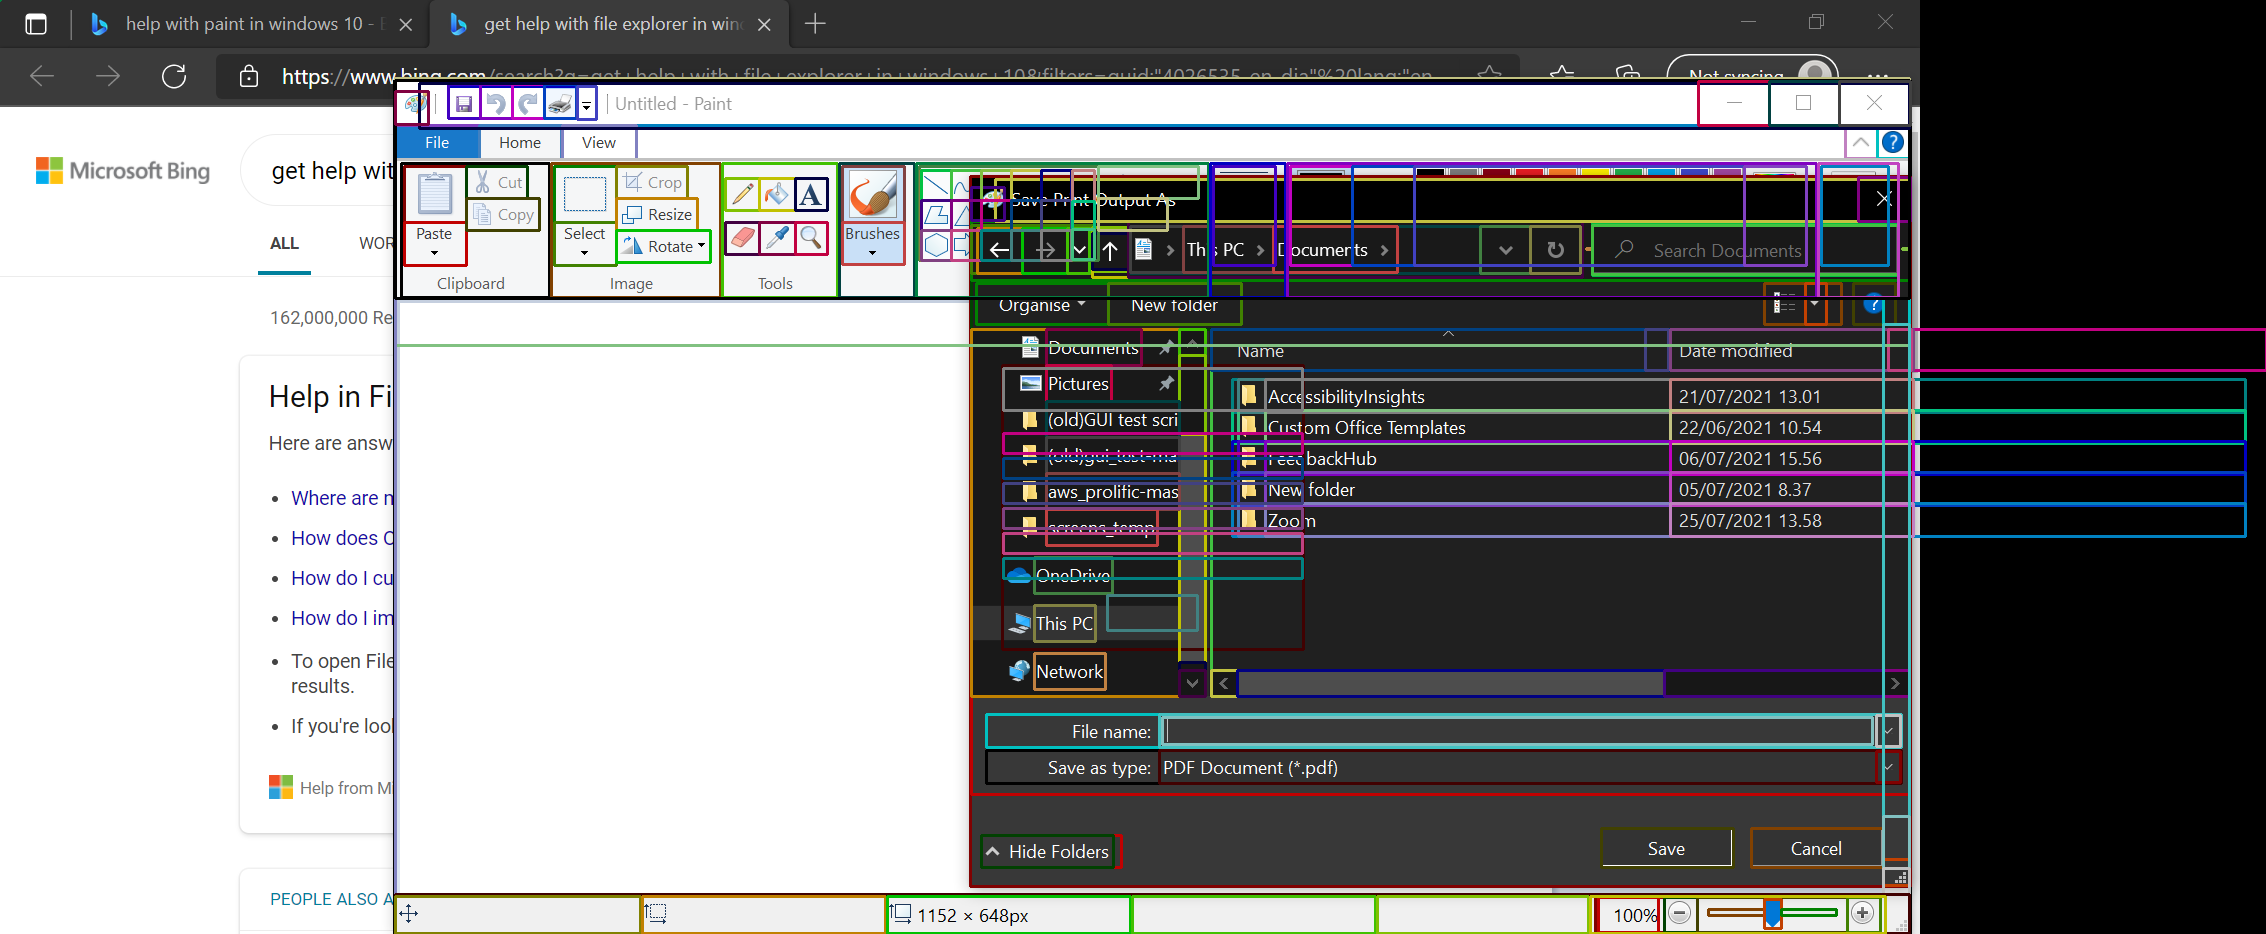 help with paint in windows 10 -
get help with file explorer in win
https://www.bing.com/search?q=get+help+with+file+explorer+in+windows+10&filters=guid:"4026535-en-dia"%20lang:"en
Not syncing
Untitled - Paint
File
Home
View
Microsoft Bing
get help wit
ALL
WOR
162,000,000 Re
Help in Fi
Here are answ
Where are n
How does C
How do I cu
How do I im
To open File
results.
If you're lool
Help from Mi
PEOPLE ALSO A
Paste
Cut
Copy
Clipboard
Select
Crop
Resize
Rotate
Image
Tools
Brushes
Save Print Output As
This PC
Documents
Search Documents
Organise
New folder
Documents
Pictures
(old)GUI test scri
(old)gui_test-ma
aws_prolific-mas
screens_temp
OneDrive
This PC
Network
Name
Date modified
AccessibilityInsights
21/07/2021 13.01
Custom Office Templates
22/06/2021 10.54
FeedbackHub
06/07/2021 15.56
New folder
05/07/2021 8.37
Zoom
25/07/2021 13.58
File name:
Save as type:
PDF Document (*.pdf)
Hide Folders
Save
Cancel
1152 × 648px
100%